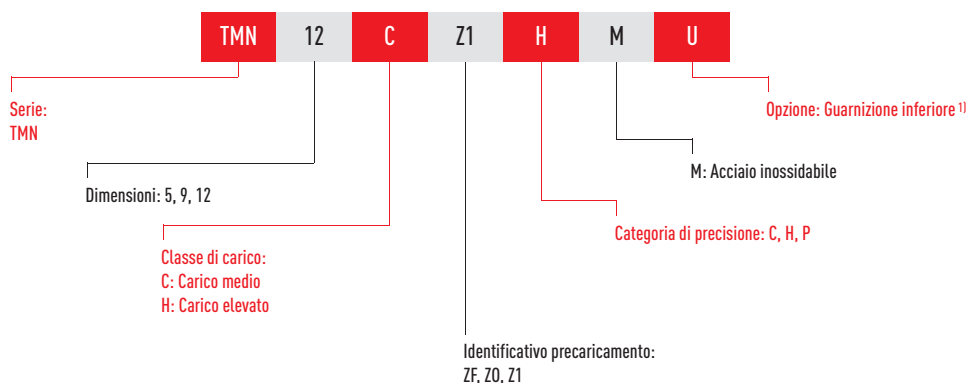 TMN 12 C Z1 H M U
Serie:
TMN
Opzione: Guarnizione inferiore 1)
Dimensioni: 5, 9, 12
M: Acciaio inossidabile
Classe di carico:
C: Carico medio
H: Carico elevato
Categoria di precisione: C, H, P
Identificativo precaricamento:
ZF, Z0, Z1